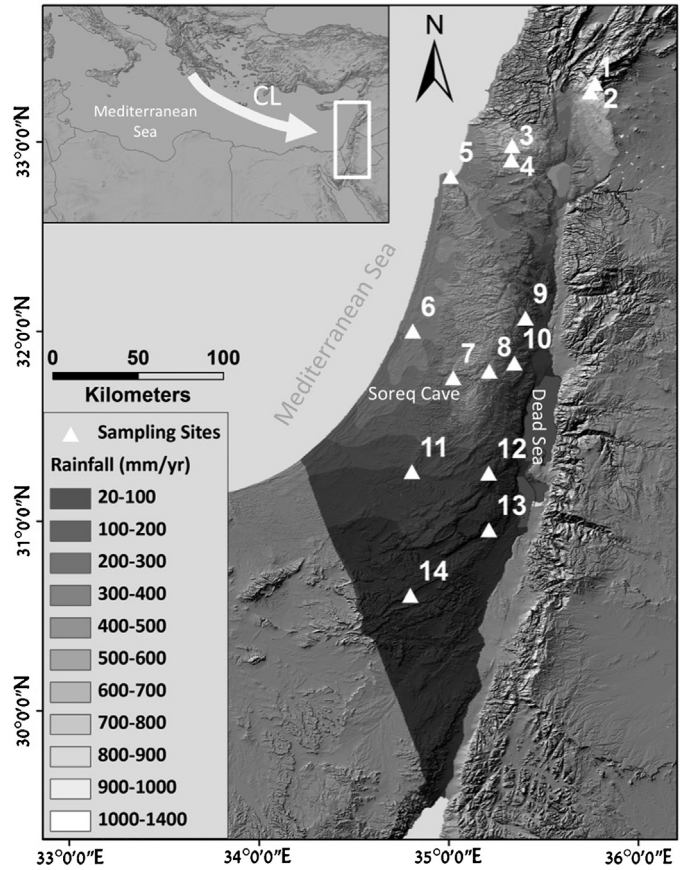 N
CL
Mediterranean
Sea
1
2
3
4
5
33°0'0"N
Mediterranean Sea
6
9
10
32°0'0"N
7
8
0 50 100
Kilometers
Soreq Cave
Dead Sea
Sampling Sites
11
12
Rainfall (mm/yr)
20-100
13
31°0'0"N
100-200
200-300
14
300-400
400-500
500-600
600-700
30°0'0"N
700-800
800-900
900-1000
1000-1400
33°0'0"E 34°0'0"E 35°0'0"E 36°0'0"E